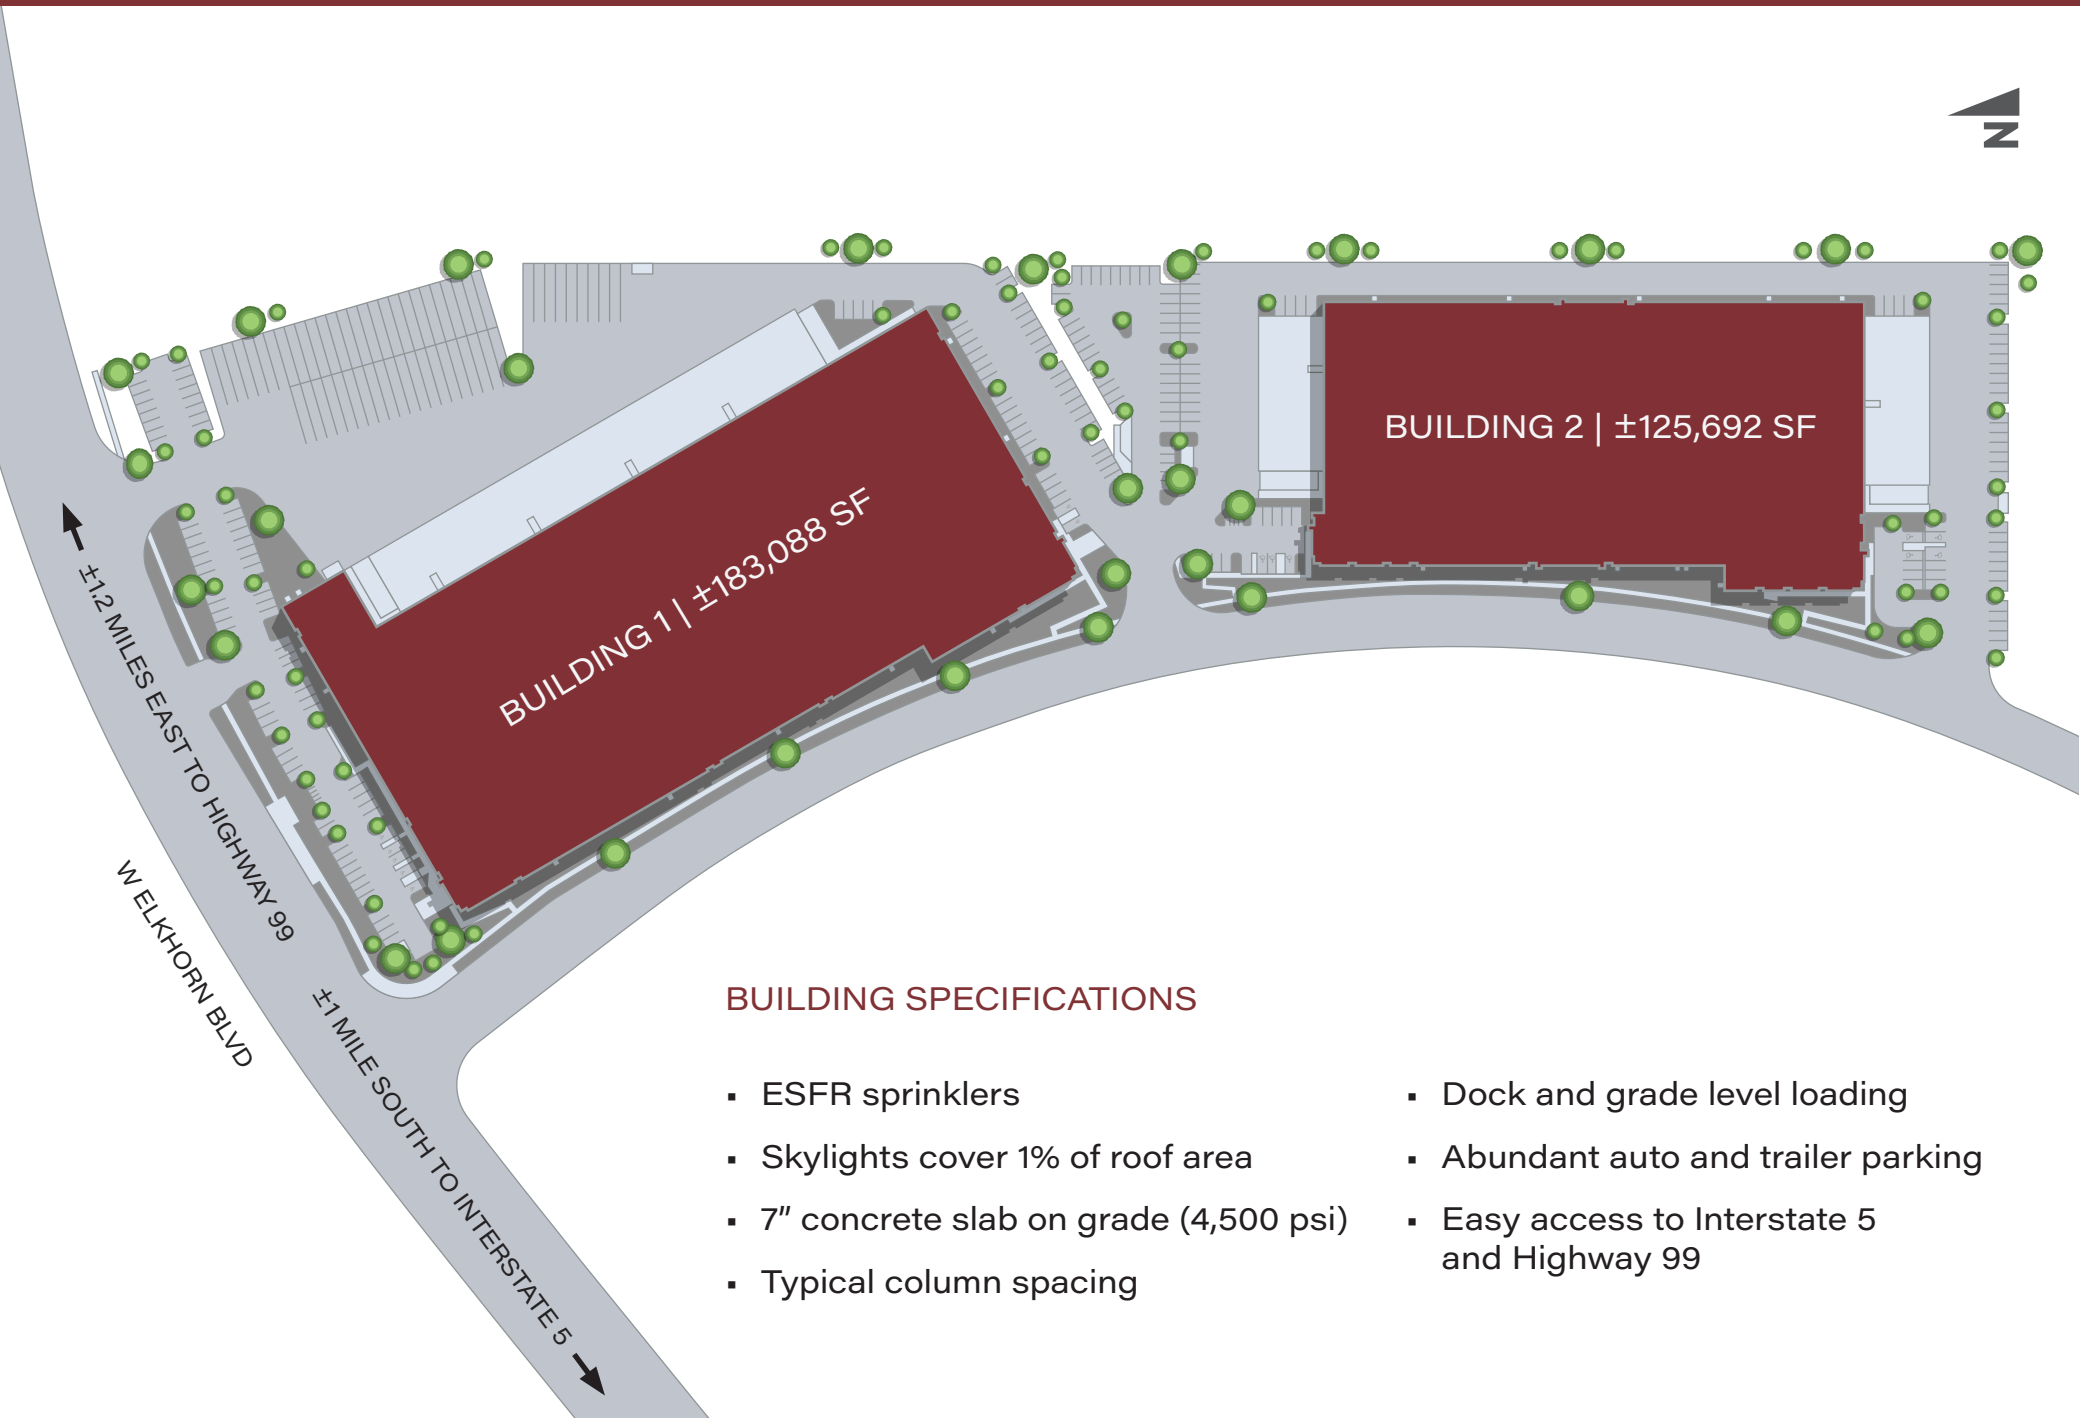 N
BUILDING 1 | ±183,088 SF
BUILDING 2 | ±125,692 SF
±1.2 MILES EAST TO HIGHWAY 99
W ELKHORN BLVD
±1 MILE SOUTH TO INTERSTATE 5
BUILDING SPECIFICATIONS
▪ ESFR sprinklers
▪ Skylights cover 1% of roof area
▪ 7” concrete slab on grade (4,500 psi)
▪ Typical column spacing
▪ Dock and grade level loading
▪ Abundant auto and trailer parking
▪ Easy access to Interstate 5
and Highway 99